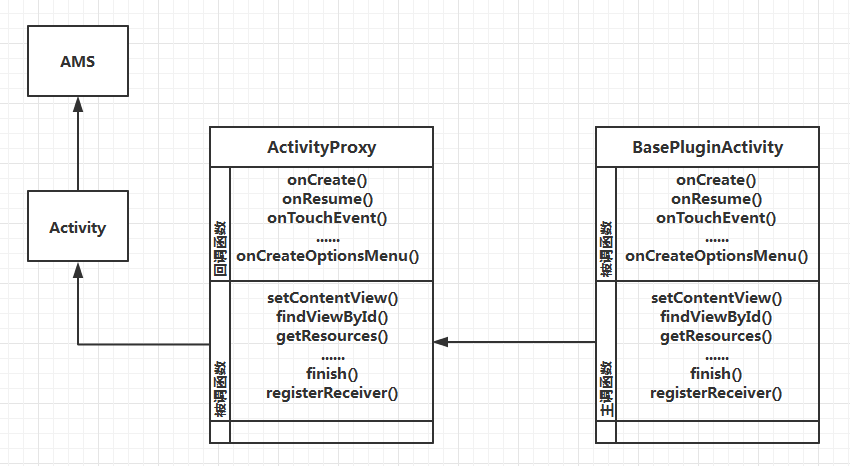 AMS
Activity
ActivityProxy
回调函数
onCreate()
onResume()
onTouchEvent()
......
onCreateOptionsMenu()
被调函数
setContentView()
findViewById()
getResources()
......
finish()
registerReceiver()
BasePluginActivity
被调函数
onCreate()
onResume()
onTouchEvent()
......
onCreateOptionsMenu()
主调函数
setContentView()
findViewById()
getResources()
......
finish()
registerReceiver()